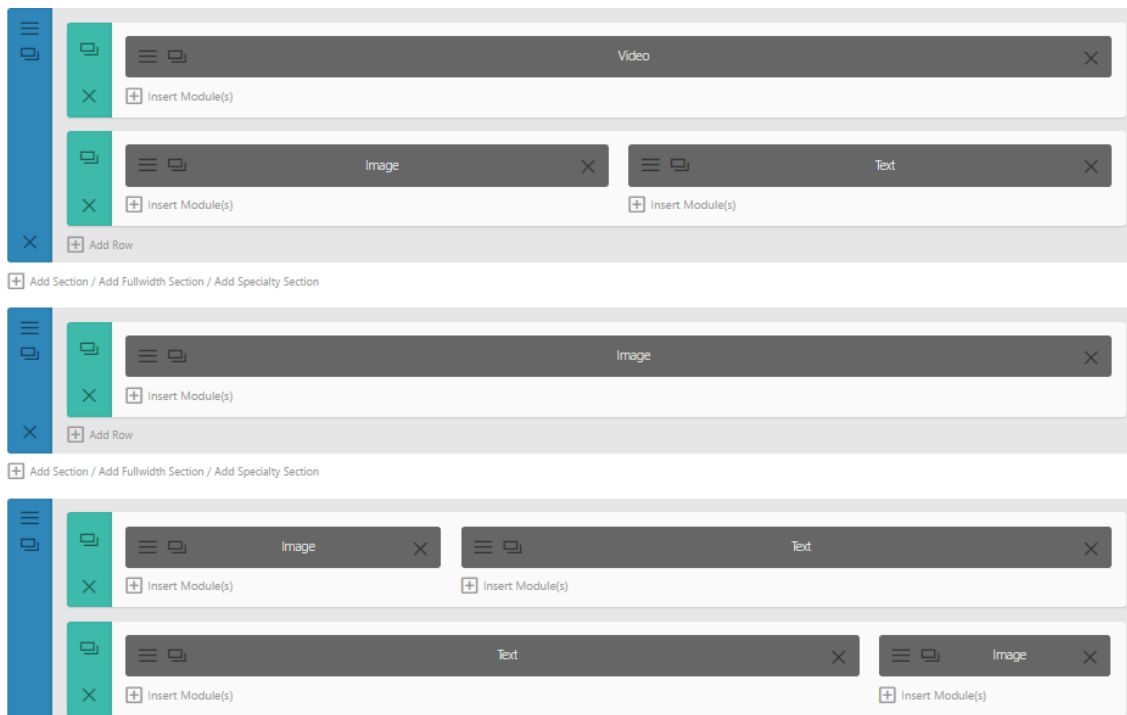 Video
Insert Module(s)
Image Text
Insert Module(s) Insert Module(s)
Add Row
Add Section / Add Fullwidth Section / Add Specialty Section
Image
Insert Module(s)
Add Row
Add Section / Add Fullwidth Section / Add Specialty Section
Image Text
Insert Module(s) Insert Module(s)
Text Image
Insert Module(s) Insert Module(s)